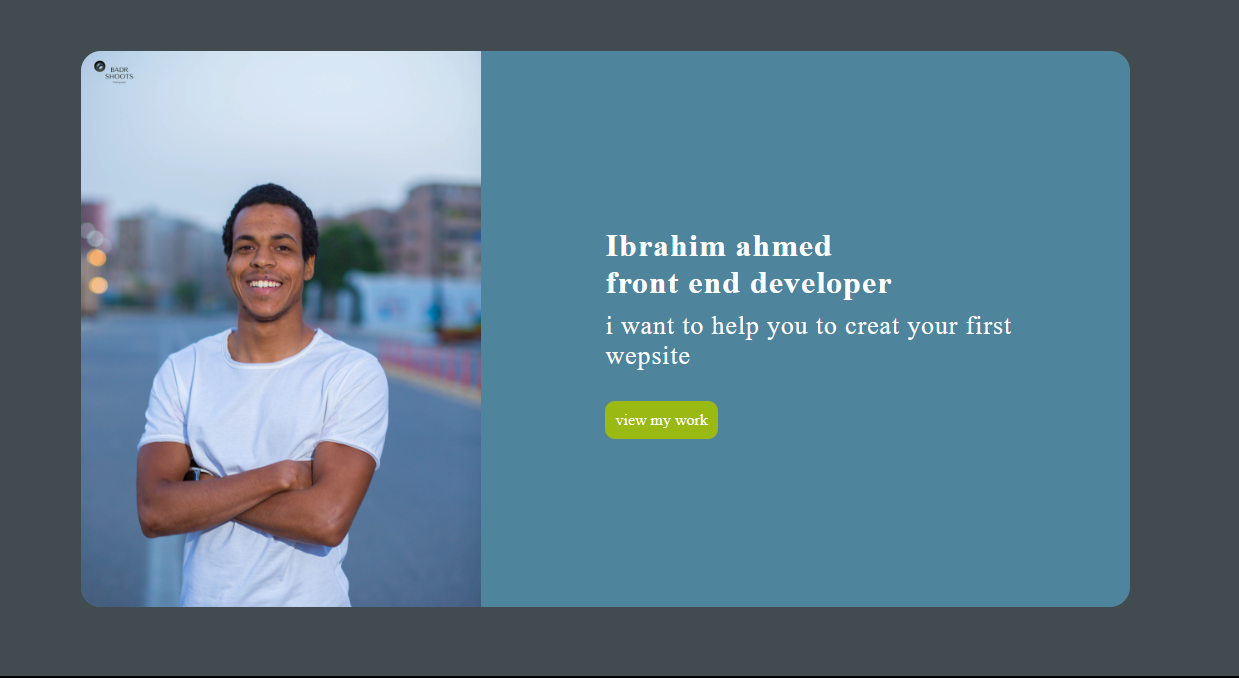 BADR
SHOOTS
Ibrahim ahmed
front end developer
i want to help you to creat your first
wepsite
view my work